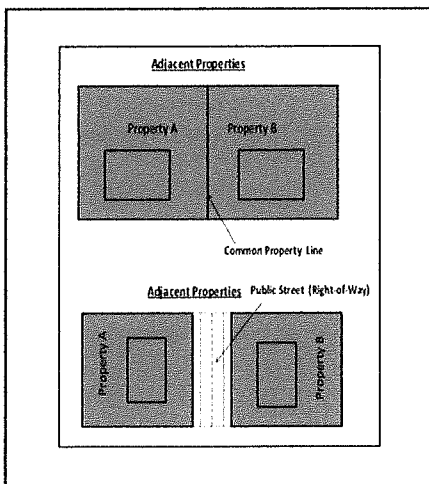 Adjacent Properties
Property A
Property B
Common Property Line
Adjacent Properties
Public Street (Right-of-Way)
Property A
Property B